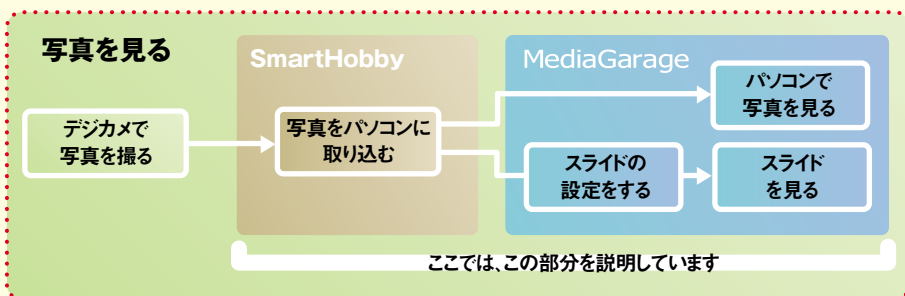 写真を見る
SmartHobby
MediaGarage
デジカメで
写真を撮る
写真をパソコンに
取り込む
パソコンで
写真を見る
スライドの
設定をする
スライド
を見る
ここでは、この部分を説明しています